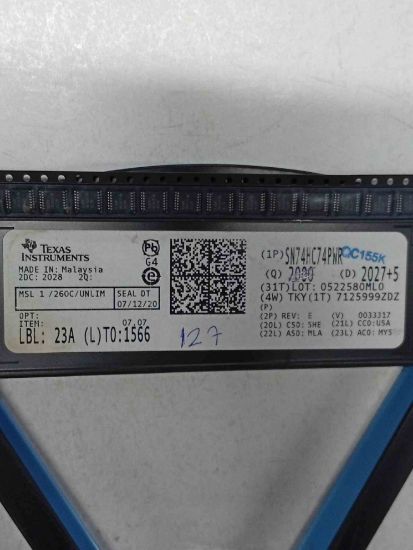 TEXAS
INSTRUMENTS
MADE IN: Malaysia
2DC: 2028 2Q:
Pb
G4
e
MSL 1 /260C/UNLIM
SEAL DT
07/12/20
OPT:
ITEM:
07.07
LBL: 23A (L)TO:1566
127
(1P) SN74HC74PWR
QC155K
(Q) 2000 (D) 2027+5
(31T)LOT: 0522580ML0
(4W) TKY(1T) 7125999ZDZ
(P)
(2P) REV: E (V) 0033317
(20L) CSO: SHE (21L) CCO:USA
(22L) ASO: MLA (23L) ACO: MYS